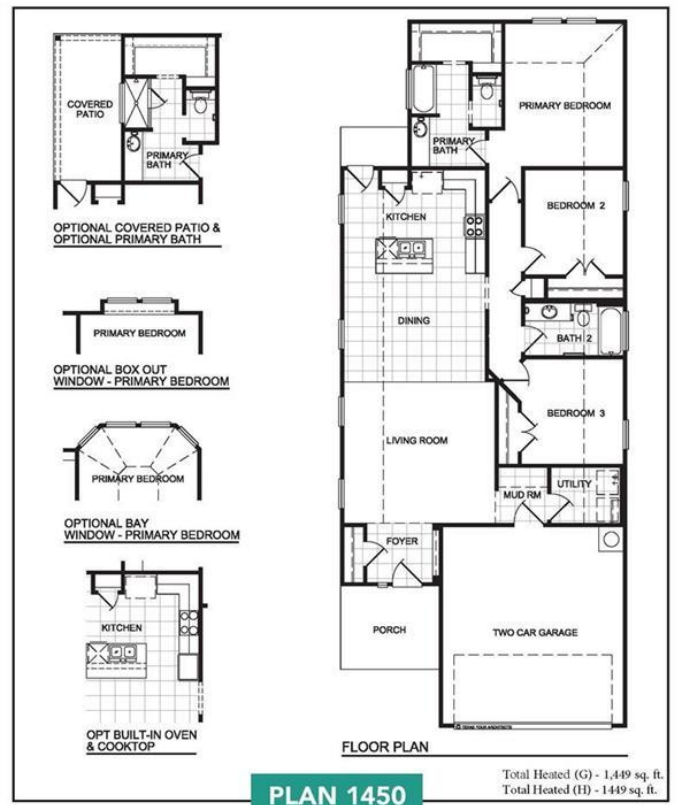 COVERED
PATIO
PRIMARY
BATH
OPTIONAL COVERED PATIO &
OPTIONAL PRIMARY BATH
PRIMARY BEDROOM
OPTIONAL BOX OUT
WINDOW - PRIMARY BEDROOM
PRIMARY BEDROOM
OPTIONAL BAY
WINDOW - PRIMARY BEDROOM
KITCHEN
OPT BUILT-IN OVEN
& COOKTOP
PRIMARY BEDROOM
PRIMARY
BATH
BEDROOM 2
KITCHEN
DINING
BATH 2
BEDROOM 3
LIVING ROOM
UTILITY
MUD RM
FOYER
PORCH
TWO CAR GARAGE
FLOOR PLAN
Total Heated (G) - 1,449 sq. ft.
Total Heated (H) - 1449 sq. ft.
PLAN 1450